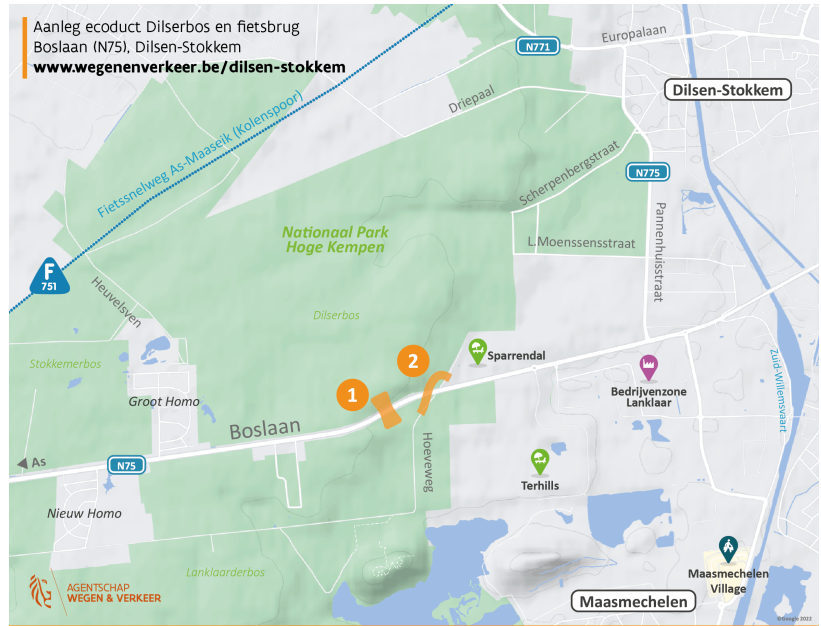 Aanleg ecoduct Dilserbos en fietsbrug
Boslaan (N75), Dilsen-Stokkem
www.wegenenverkeer.be/dilsen-stokkem
Europalaan
N771
Dilsen-Stokkem
Driepaal
Fietssnelweg As-Maaseik (Kolenspoor)
Scherpenbergstraat
N775
Nationaal Park
Hoge Kempen
L.Moenssensstraat
Pannenhuisstraat
F
751
Heuvelsven
Dilserbos
Stokkemerbos
2
Sparrendal
Zuid-Willemsvaart
Bedrijvenzone
Lanklaar
1
Groot Homo
Boslaan
Hoeveweg
As
N75
Terhills
Nieuw Homo
Lanklaarderbos
Maasmechelen
Village
AGENTSCHAP
WEGEN & VERKEER
Maasmechelen
©Google 2022